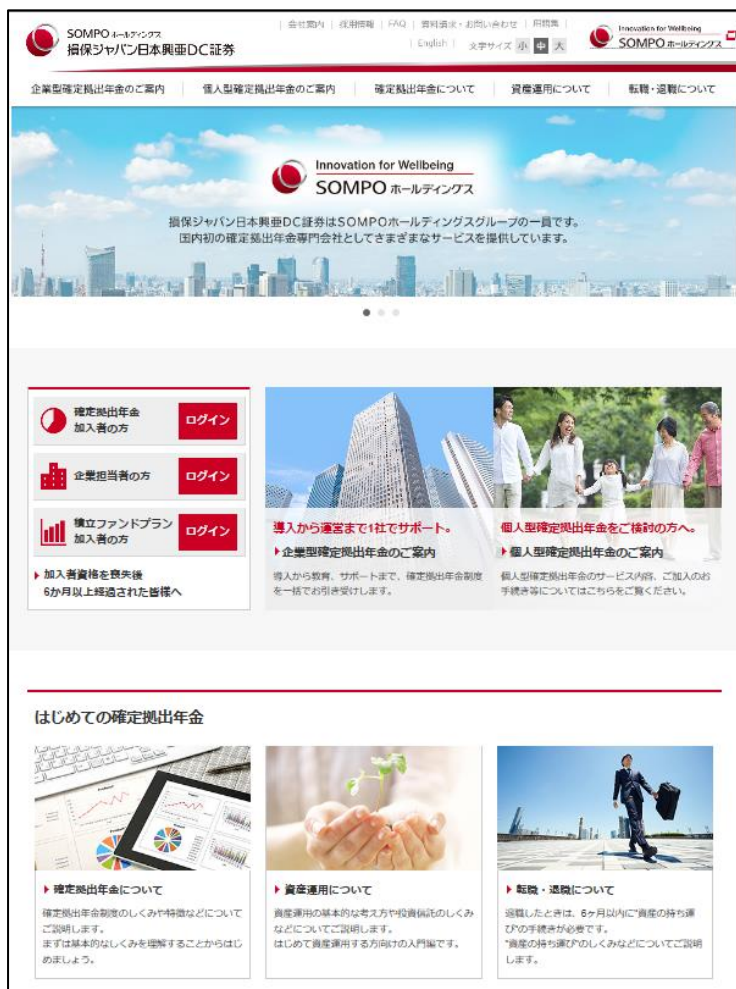 SOMPO ホールディングス
損保ジャパン日本興亜DC証券
会社案内 | 採用情報 | FAQ | 資料請求・お問い合わせ | 用語集
English | 文字サイズ 小 中 大
Innovation for Wellbeing
SOMPO ホールディングス
企業型確定拠出年金のご案内
個人型確定拠出年金のご案内
確定拠出年金について
資産運用について
転職・退職について
Innovation for Wellbeing
SOMPO ホールディングス
損保ジャパン日本興亜DC証券はSOMPOホールディングスグループの一員です。
国内初の確定拠出年金専門会社としてさまざまなサービスを提供しています。
確定拠出年金
加入者の方
ログイン
企業担当者の方
ログイン
積立ファンドプラン
加入者の方
ログイン
加入者資格を喪失後
6か月以上経過された皆様へ
導入から運営まで1社でサポート。
企業型確定拠出年金のご案内
導入から教育、サポートまで、確定拠出年金制度
を一括でお引き受けします。
個人型確定拠出年金をご検討の方へ。
個人型確定拠出年金のご案内
個人型確定拠出年金のサービス内容、ご加入のお
手続き等についてはこちらをご覧ください。
はじめての確定拠出年金
確定拠出年金について
確定拠出年金制度のしくみや特徴などについて
ご説明します。
まずは基本的なしくみを理解することからはじ
めましょう。
資産運用について
資産運用の基本的な考え方や投資信託のしくみ
などについてご説明します。
はじめて資産運用する方向けの入門編です。
転職・退職について
退職したときは、6ヶ月以内に"資産の持ち運
び"の手続きが必要です。
"資産の持ち運び"のしくみなどについてご説明
します。